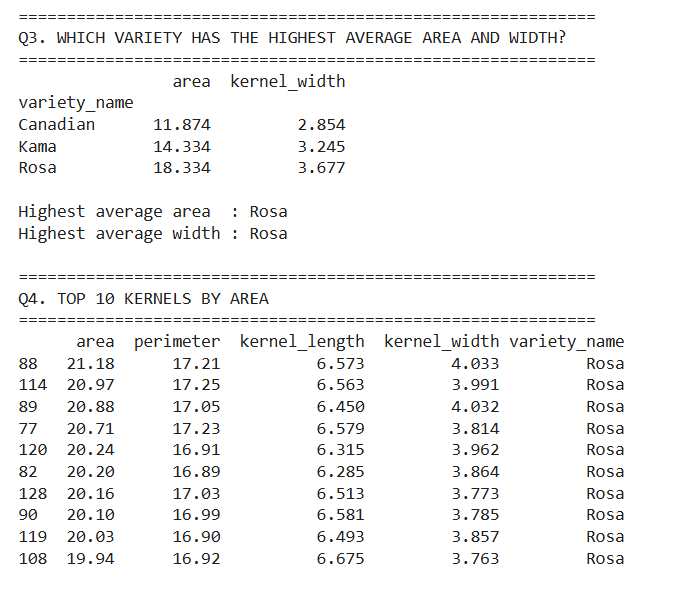 ============================================================
Q3. WHICH VARIETY HAS THE HIGHEST AVERAGE AREA AND WIDTH?
============================================================
                area  kernel_width
variety_name
Canadian      11.874         2.854
Kama          14.334         3.245
Rosa          18.334         3.677

Highest average area  : Rosa
Highest average width : Rosa

============================================================
Q4. TOP 10 KERNELS BY AREA
============================================================
      area  perimeter  kernel_length  kernel_width variety_name
88   21.18      17.21          6.573         4.033         Rosa
114  20.97      17.25          6.563         3.991         Rosa
89   20.88      17.05          6.450         4.032         Rosa
77   20.71      17.23          6.579         3.814         Rosa
120  20.24      16.91          6.315         3.962         Rosa
82   20.20      16.89          6.285         3.864         Rosa
128  20.16      17.03          6.513         3.773         Rosa
90   20.10      16.99          6.581         3.785         Rosa
119  20.03      16.90          6.493         3.857         Rosa
108  19.94      16.92          6.675         3.763         Rosa